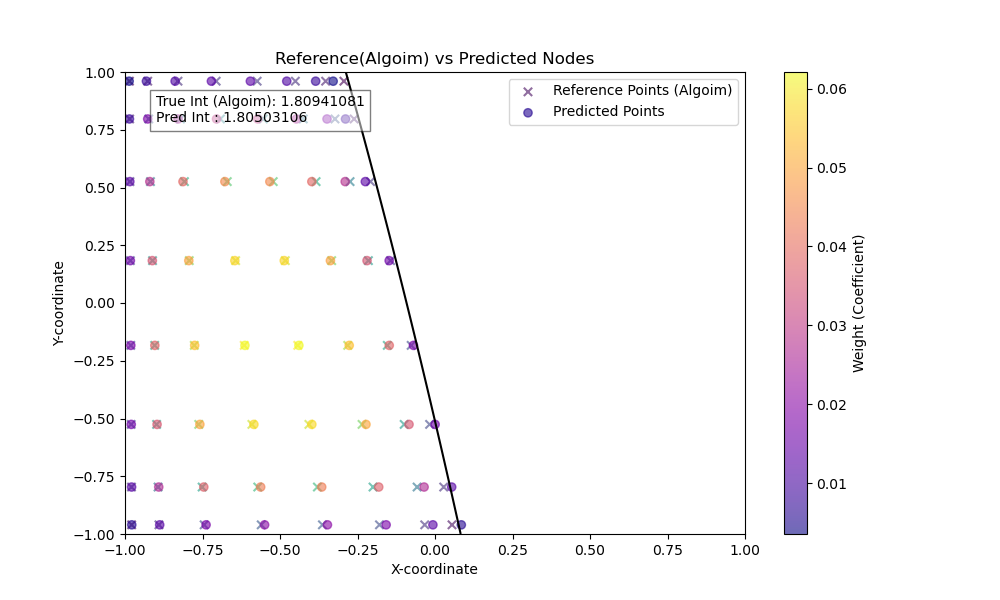 Reference(Algoim) vs Predicted Nodes
True Int (Algoim): 1.80941081
Pred Int : 1.80503106
Reference Points (Algoim)
Predicted Points
1.00
0.75
0.50
0.25
0.00
−0.25
−0.50
−0.75
−1.00
Y-coordinate
−1.00 −0.75 −0.50 −0.25 0.00 0.25 0.50 0.75 1.00
X-coordinate
0.06
0.05
0.04
0.03
0.02
0.01
Weight (Coefficient)